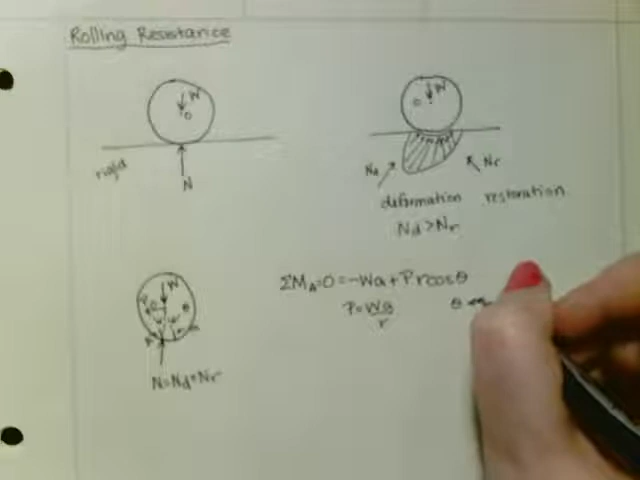 Rolling Resistance
W
o
rigid
N
W
o
Nd
Nr
deformation restoration
Nd > Nr
W
θ
N=Nd+Nr
ΣMA=0=-Wa+Prcosθ
P=Wa/r
θ